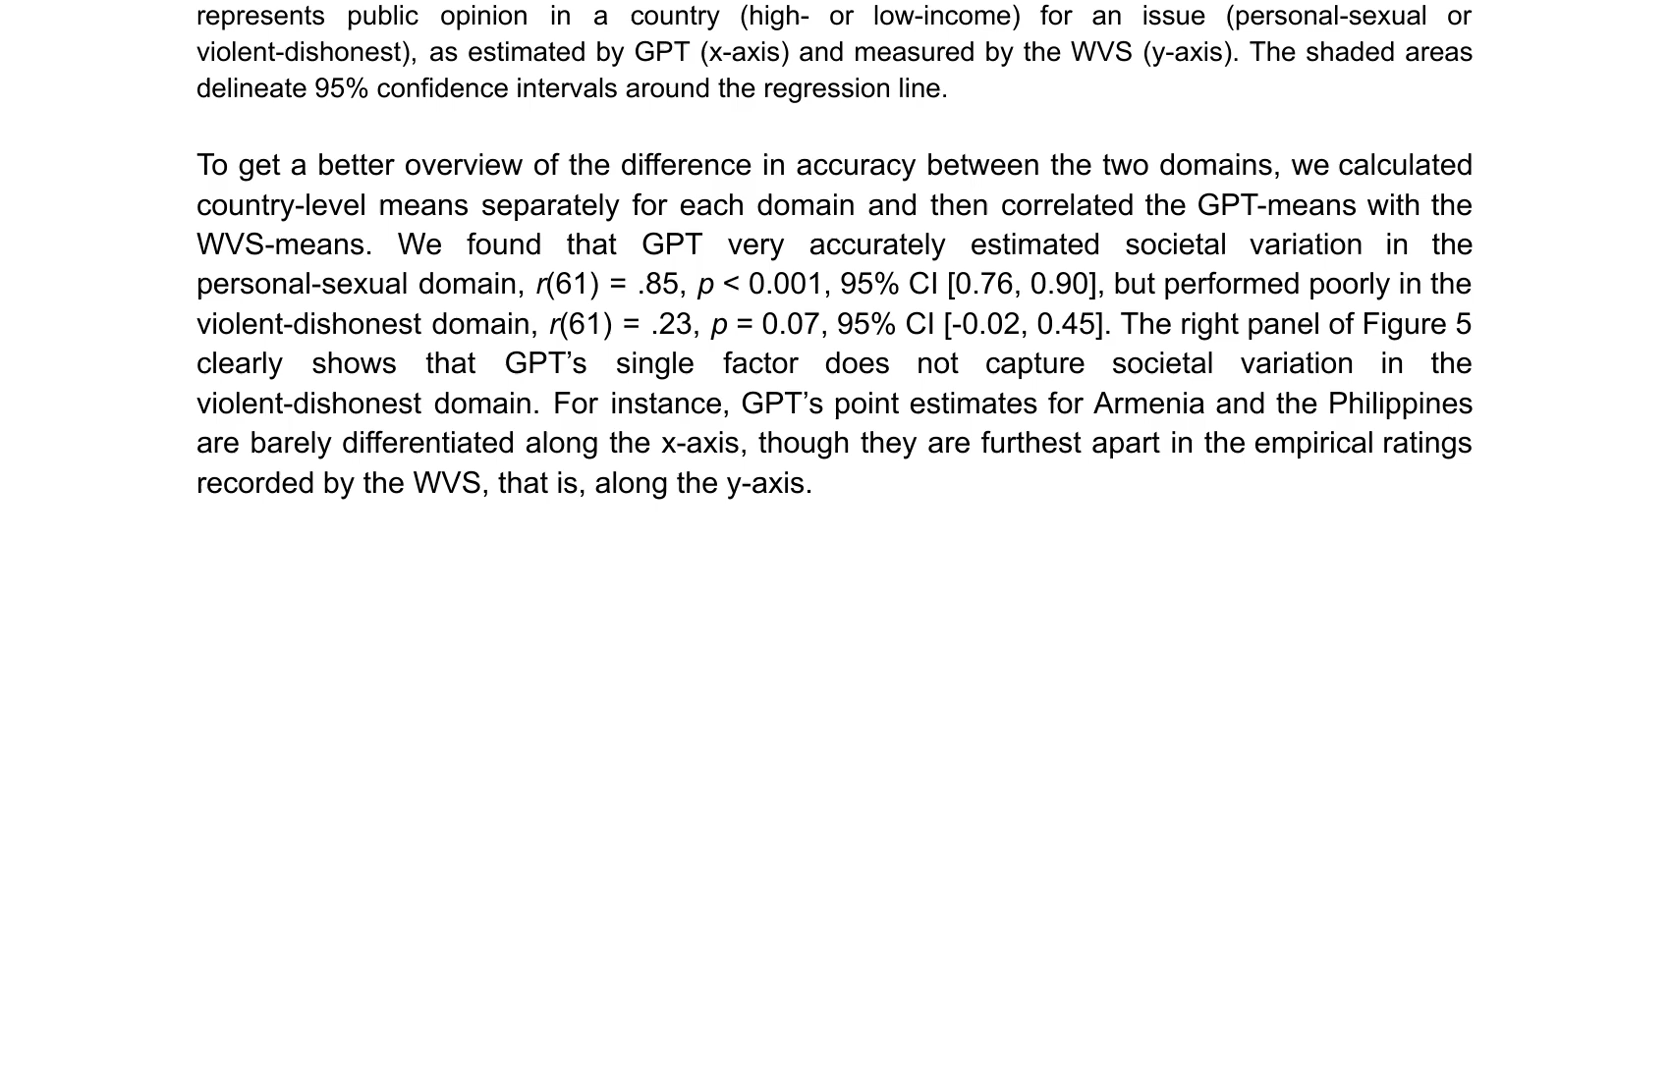 represents public opinion in a country (high- or low-income) for an issue (personal-sexual or
violent-dishonest), as estimated by GPT (x-axis) and measured by the WVS (y-axis). The shaded areas
delineate 95% confidence intervals around the regression line.
To get a better overview of the difference in accuracy between the two domains, we calculated
country-level means separately for each domain and then correlated the GPT-means with the
WVS-means. We found that GPT very accurately estimated societal variation in the
personal-sexual domain, r(61) = .85, p < 0.001, 95% CI [0.76, 0.90], but performed poorly in the
violent-dishonest domain, r(61) = .23, p = 0.07, 95% CI [-0.02, 0.45]. The right panel of Figure 5
clearly shows that GPT’s single factor does not capture societal variation in the
violent-dishonest domain. For instance, GPT’s point estimates for Armenia and the Philippines
are barely differentiated along the x-axis, though they are furthest apart in the empirical ratings
recorded by the WVS, that is, along the y-axis.